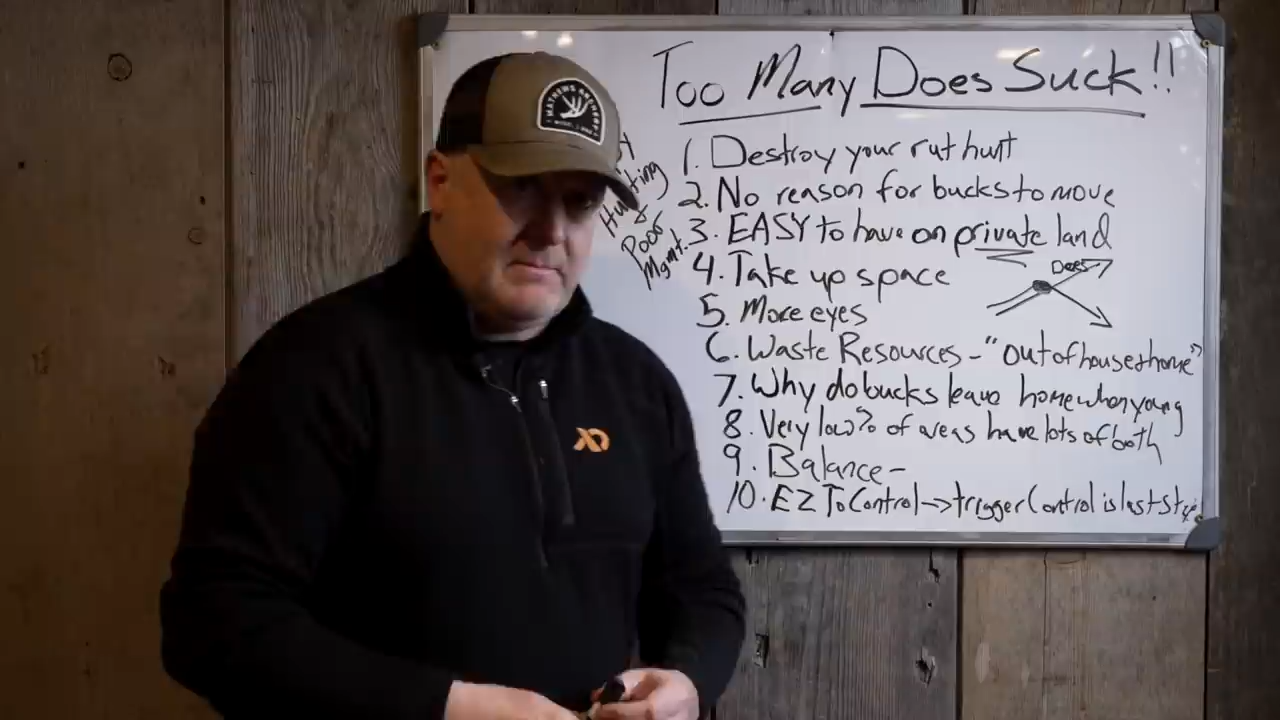 MATHEWS ARCHERY
Too Many Does Suck!!
1. Destroy your rut hunt
2. No reason for bucks to move
3. EASY to have on private land
4. Take up space
5. More eyes
6. Waste Resources - "out of house & home"
7. Why do bucks leave home when young
8. Very low % of areas have lots of both
9. Balance -
10. EZ To Control -> trigger Control is last
Hunting
Poor
Mgmt.
Does